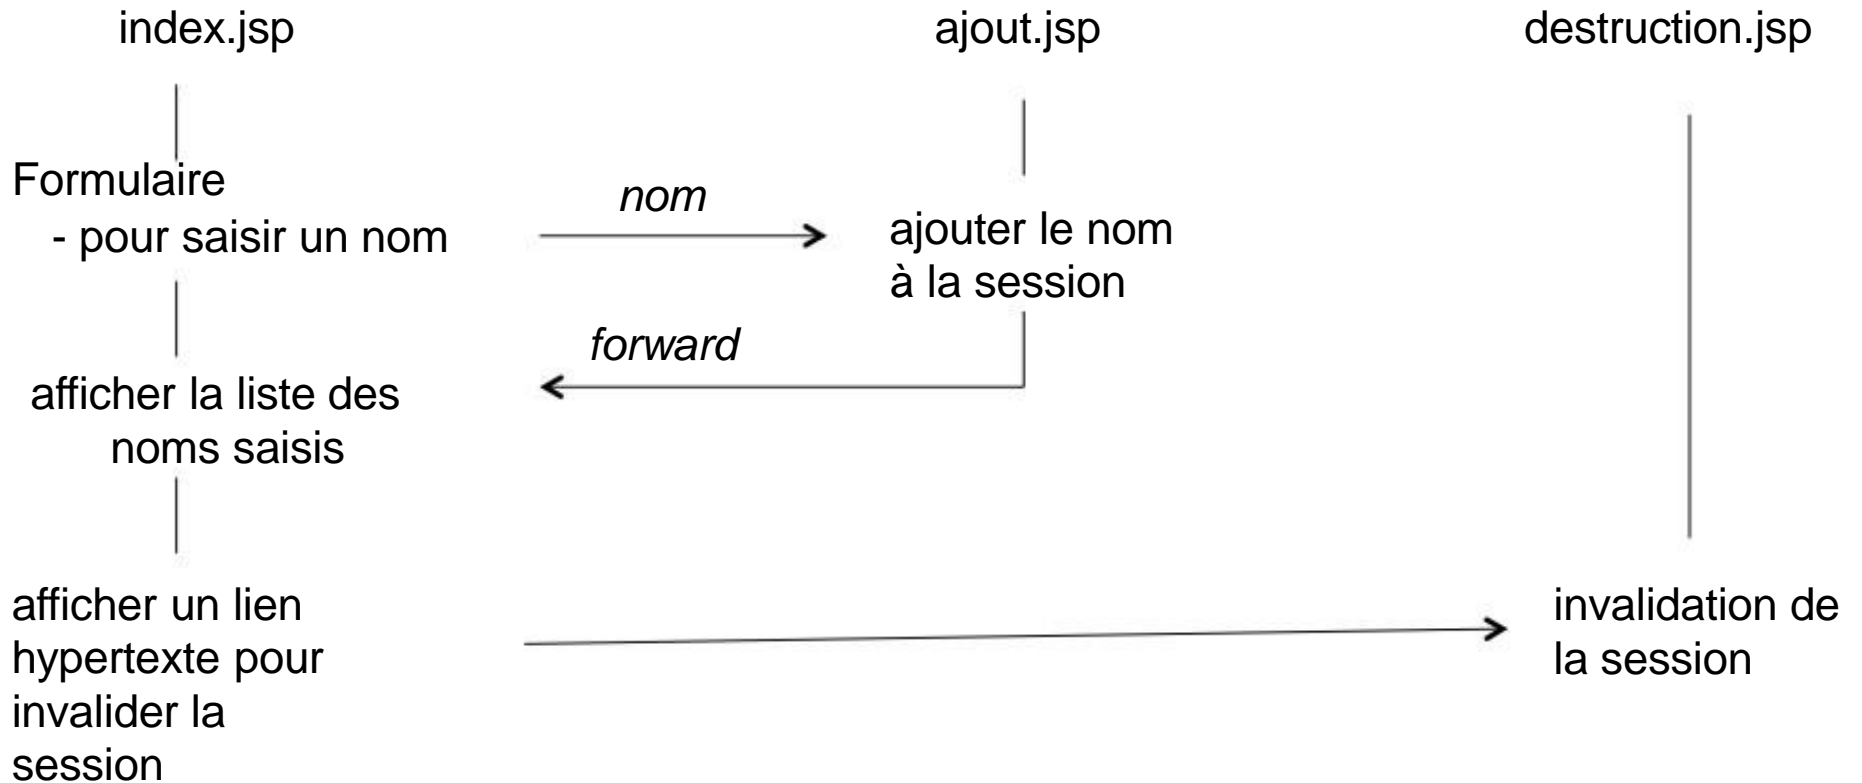 index.jsp
ajout.jsp
destruction.jsp
Formulaire
- pour saisir un nom
nom
ajouter le nom
à la session
forward
afficher la liste des
noms saisis
afficher un lien
hypertexte pour
invalider la
session
invalidation de
la session